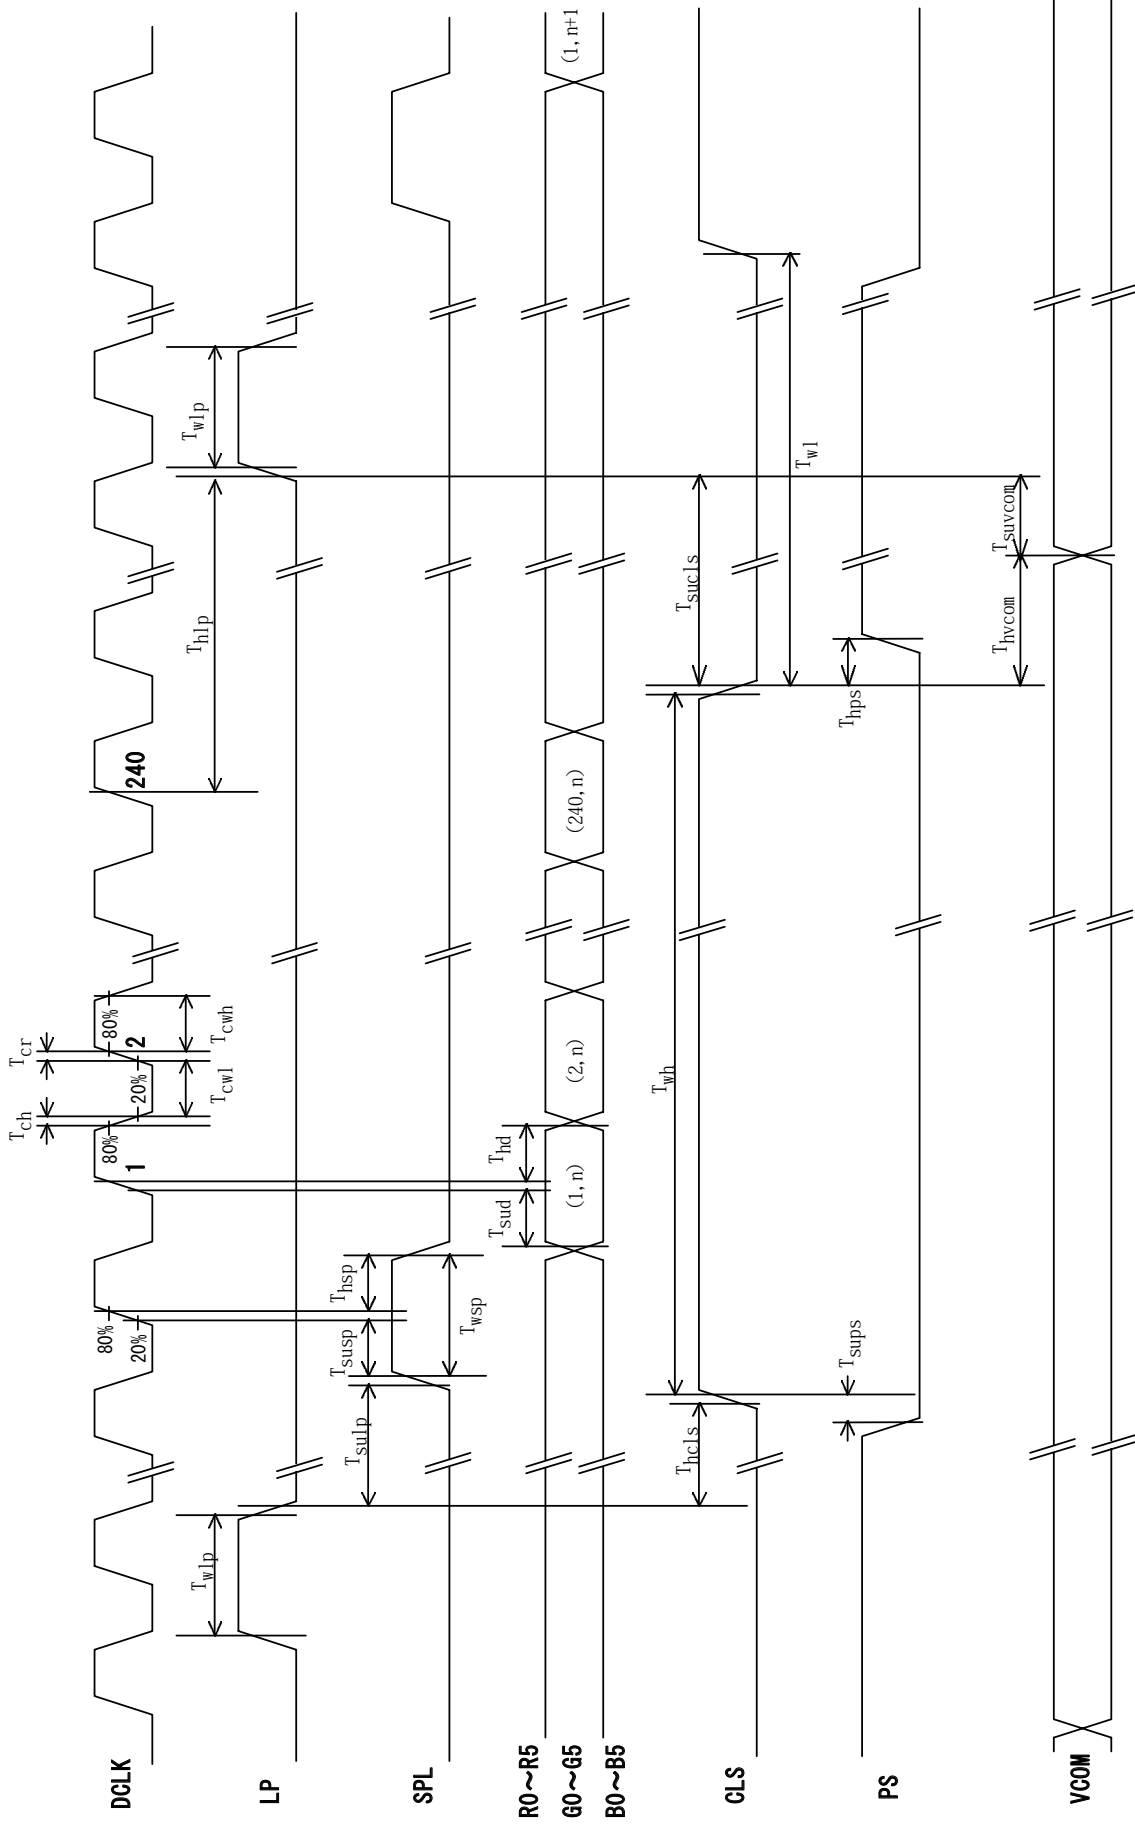 DCLK
80%
20%
1
80%
Tch
20%
Tcwl
Tcr
2
80%
Tcwh
240
LP
Twlp
Thlp
Twlp
SPL
Tsulp
Tsusp
Thsp
Twsp
R0~R5
G0~G5
B0~B5
Tsud
Thd
(1,n)
(2,n)
(240,n)
(1,n+1
CLS
Thcls
Twh
Tsucls
Twl
PS
Tsups
Thps
VCOM
Thvcom
Tsuvcom